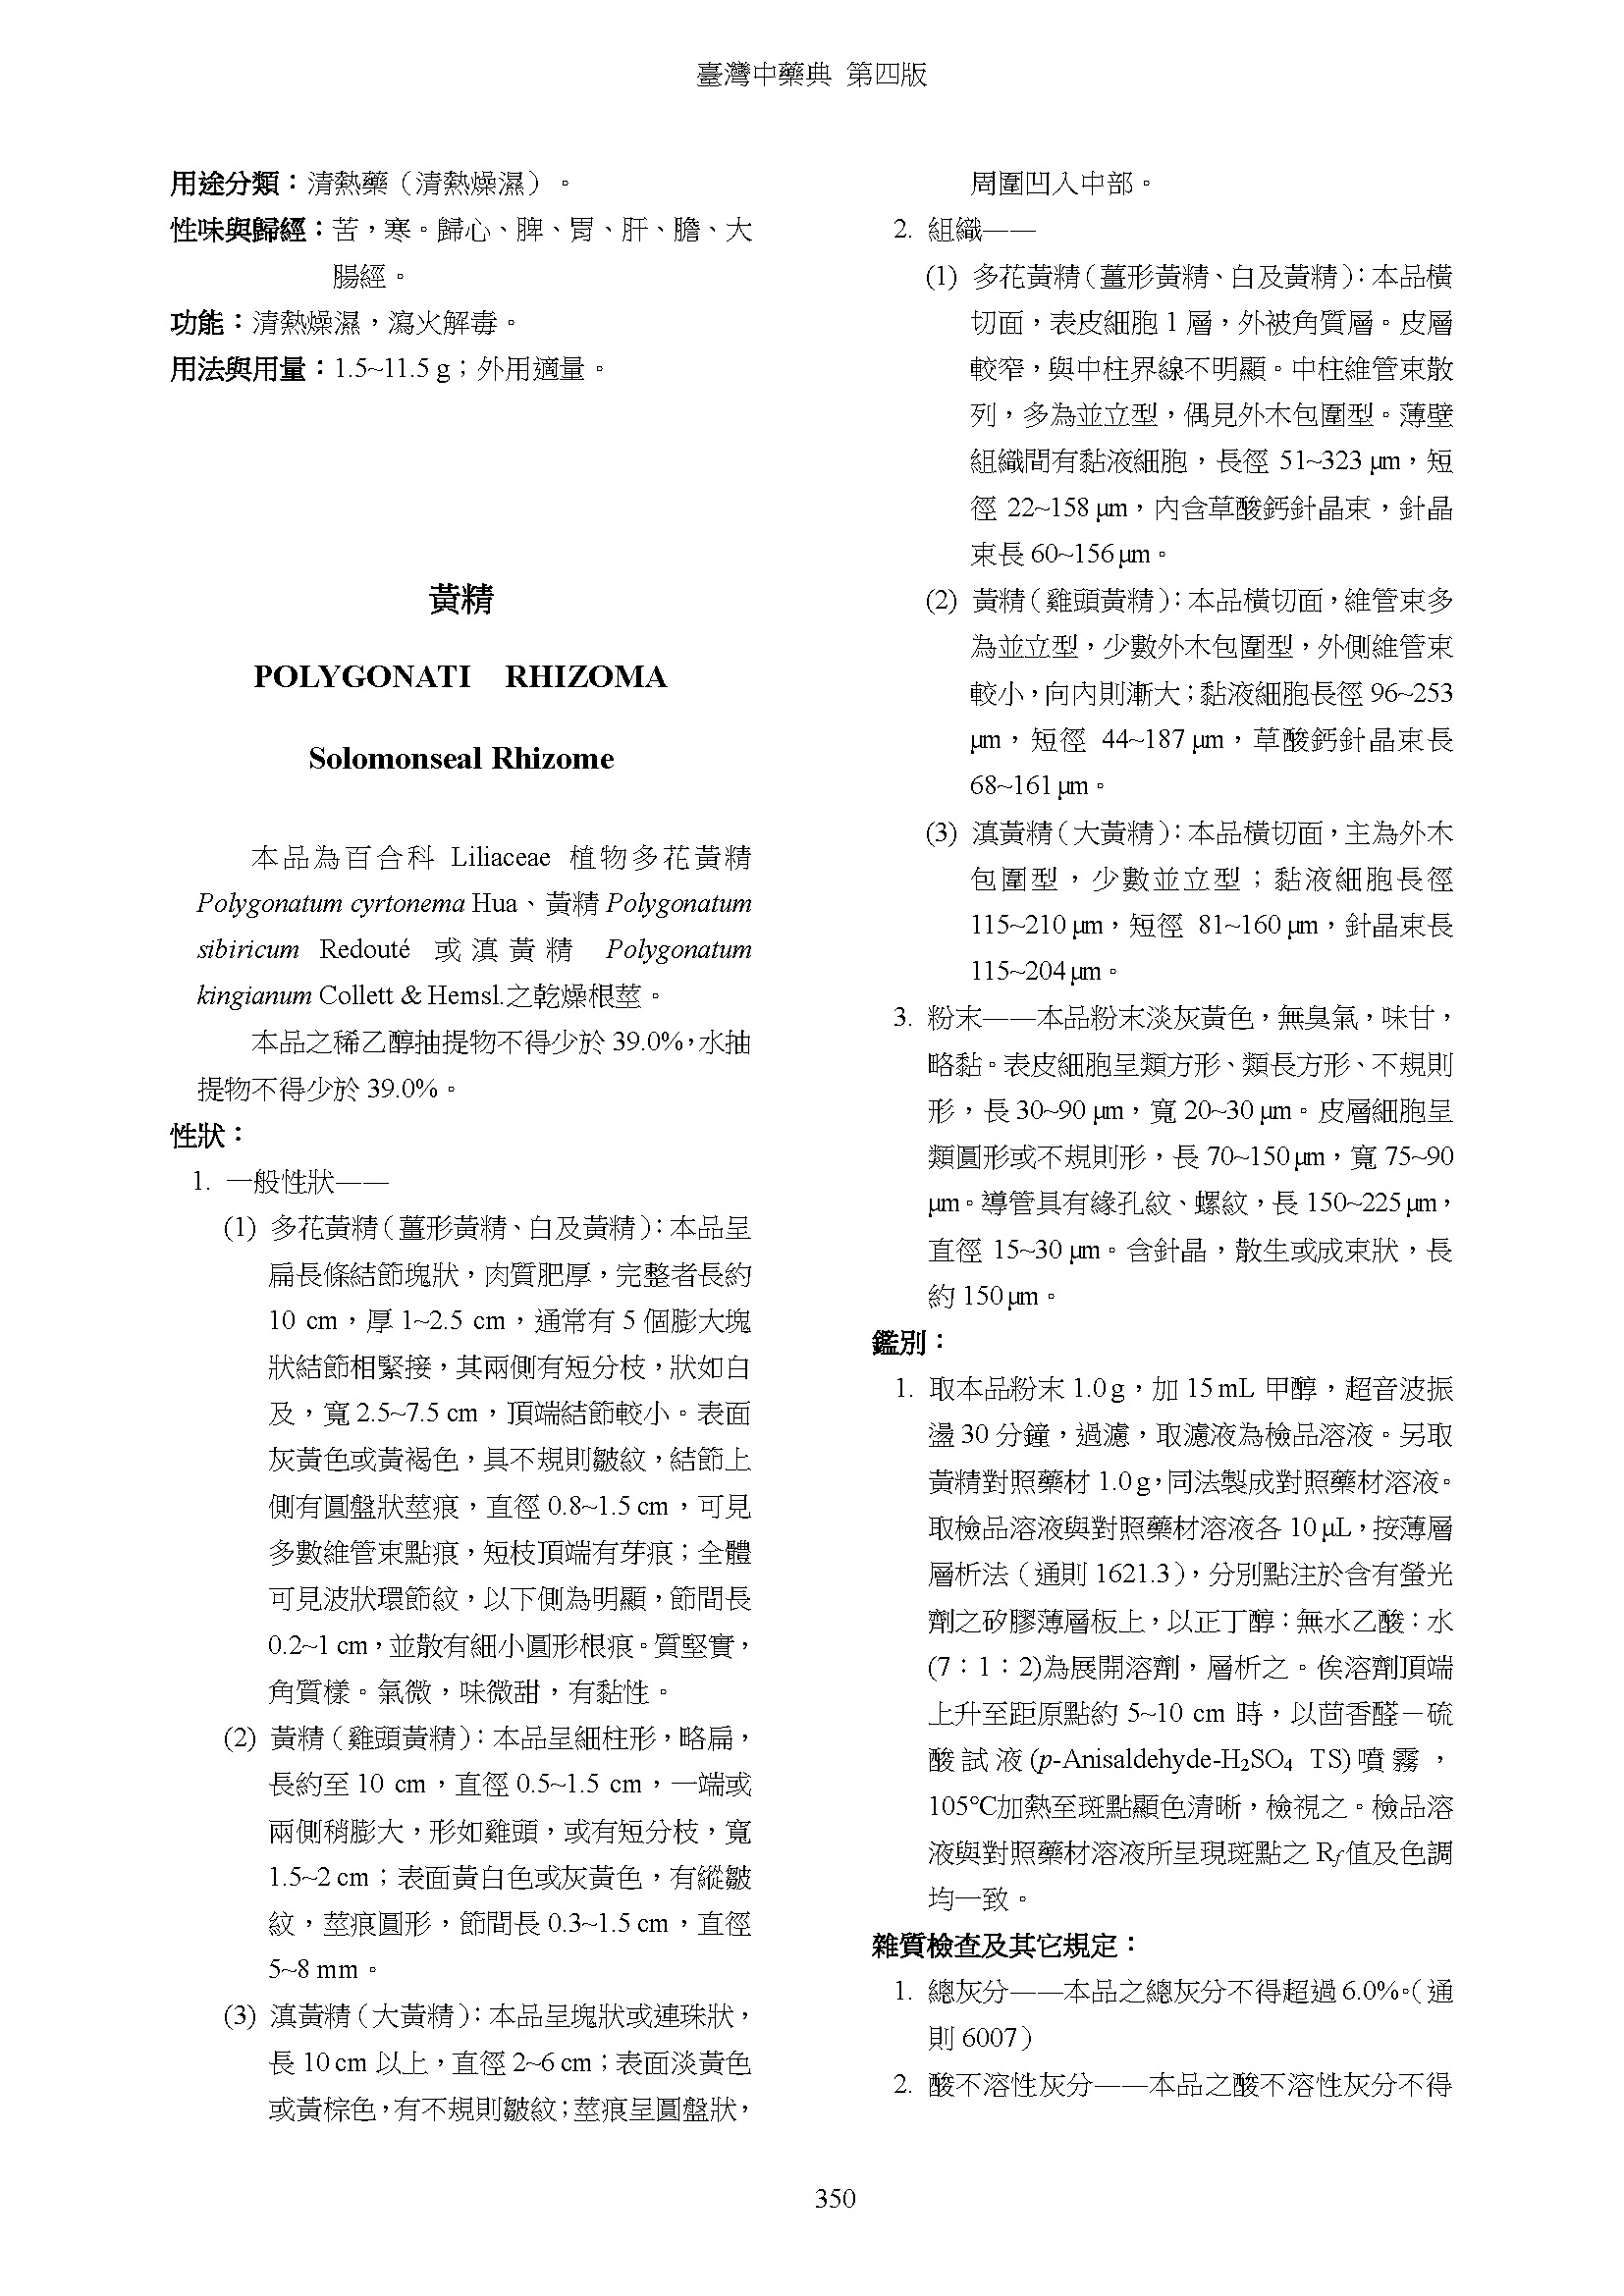 臺灣中藥典 第四版
用途分類：清熱藥（清熱燥濕）。
性味與歸經：苦，寒。歸心、脾、胃、肝、膽、大
腸經。
功能：清熱燥濕，瀉火解毒。
用法與用量：1.5~11.5 g；外用適量。
黃精
POLYGONATI RHIZOMA
Solomonseal Rhizome
本品為百合科 Liliaceae 植物多花黃精
Polygonatum cyrtonema Hua、黃精 Polygonatum
sibiricum Redouté 或滇黃精 Polygonatum
kingianum Collett & Hemsl.之乾燥根莖。
本品之稀乙醇抽提物不得少於 39.0%，水抽
提物不得少於 39.0%。
性狀：
1. 一般性狀——
(1) 多花黃精（薑形黃精、白及黃精）：本品呈
扁長條結節塊狀，肉質肥厚，完整者長約
10 cm，厚 1~2.5 cm，通常有 5 個膨大塊
狀結節相緊接，其兩側有短分枝，狀如白
及，寬 2.5~7.5 cm，頂端結節較小。表面
灰黃色或黃褐色，具不規則皺紋，結節上
側有圓盤狀莖痕，直徑 0.8~1.5 cm，可見
多數維管束點痕，短枝頂端有芽痕；全體
可見波狀環節紋，以下側為明顯，節間長
0.2~1 cm，並散有細小圓形根痕。質堅實，
角質樣。氣微，味微甜，有黏性。
(2) 黃精（雞頭黃精）：本品呈細柱形，略扁，
長約至 10 cm，直徑 0.5~1.5 cm，一端或
兩側稍膨大，形如雞頭，或有短分枝，寬
1.5~2 cm；表面黃白色或灰黃色，有縱皺
紋，莖痕圓形，節間長 0.3~1.5 cm，直徑
5~8 mm。
(3) 滇黃精（大黃精）：本品呈塊狀或連珠狀，
長 10 cm 以上，直徑 2~6 cm；表面淡黃色
或黃棕色，有不規則皺紋；莖痕呈圓盤狀，
周圍凹入中部。
2. 組織——
(1) 多花黃精（薑形黃精、白及黃精）：本品橫
切面，表皮細胞 1 層，外被角質層。皮層
較窄，與中柱界線不明顯。中柱維管束散
列，多為並立型，偶見外木包圍型。薄壁
組織間有黏液細胞，長徑 51~323 μm，短
徑 22~158 μm，內含草酸鈣針晶束，針晶
束長 60~156 μm。
(2) 黃精（雞頭黃精）：本品橫切面，維管束多
為並立型，少數外木包圍型，外側維管束
較小，向內則漸大；黏液細胞長徑 96~253
μm，短徑 44~187 μm，草酸鈣針晶束長
68~161 μm。
(3) 滇黃精（大黃精）：本品橫切面，主為外木
包圍型，少數並立型；黏液細胞長徑
115~210 μm，短徑 81~160 μm，針晶束長
115~204 μm。
3. 粉末——本品粉末淡灰黃色，無臭氣，味甘，
略黏。表皮細胞呈類方形、類長方形、不規則
形，長 30~90 μm，寬 20~30 μm。皮層細胞呈
類圓形或不規則形，長 70~150 μm，寬 75~90
μm。導管具有緣孔紋、螺紋，長 150~225 μm，
直徑 15~30 μm。含針晶，散生或成束狀，長
約 150 μm。
鑑別：
1. 取本品粉末 1.0 g，加 15 mL 甲醇，超音波振
盪 30 分鐘，過濾，取濾液為檢品溶液。另取
黃精對照藥材 1.0 g，同法製成對照藥材溶液。
取檢品溶液與對照藥材溶液各 10 μL，按薄層
層析法（通則 1621.3），分別點注於含有螢光
劑之矽膠薄層板上，以正丁醇：無水乙酸：水
(7：1：2)為展開溶劑，層析之。俟溶劑頂端
上升至距原點約 5~10 cm 時，以茴香醛－硫
酸試液(p-Anisaldehyde-H₂SO₄ TS)噴霧，
105°C加熱至斑點顯色清晰，檢視之。檢品溶
液與對照藥材溶液所呈現斑點之 Rf 值及色調
均一致。
雜質檢查及其它規定：
1. 總灰分——本品之總灰分不得超過 6.0%。（通
則 6007）
2. 酸不溶性灰分——本品之酸不溶性灰分不得
350